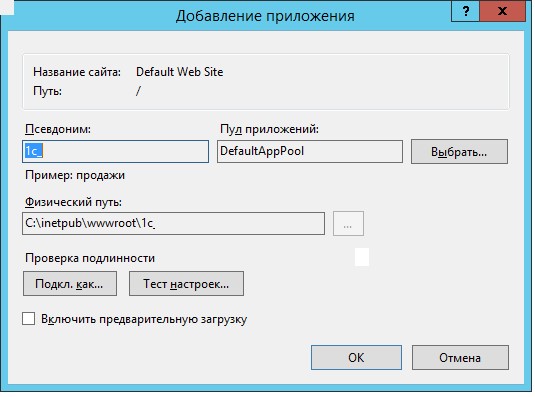 Добавление приложения
? x
Название сайта: Default Web Site
Путь: /
Псевдоним: Пул приложений:
1c_ DefaultAppPool Выбрать...
Пример: продажи
Физический путь:
C:\inetpub\wwwroot\1c_ ...
Проверка подлинности
Подкл. как... Тест настроек...
Включить предварительную загрузку
ОК Отмена